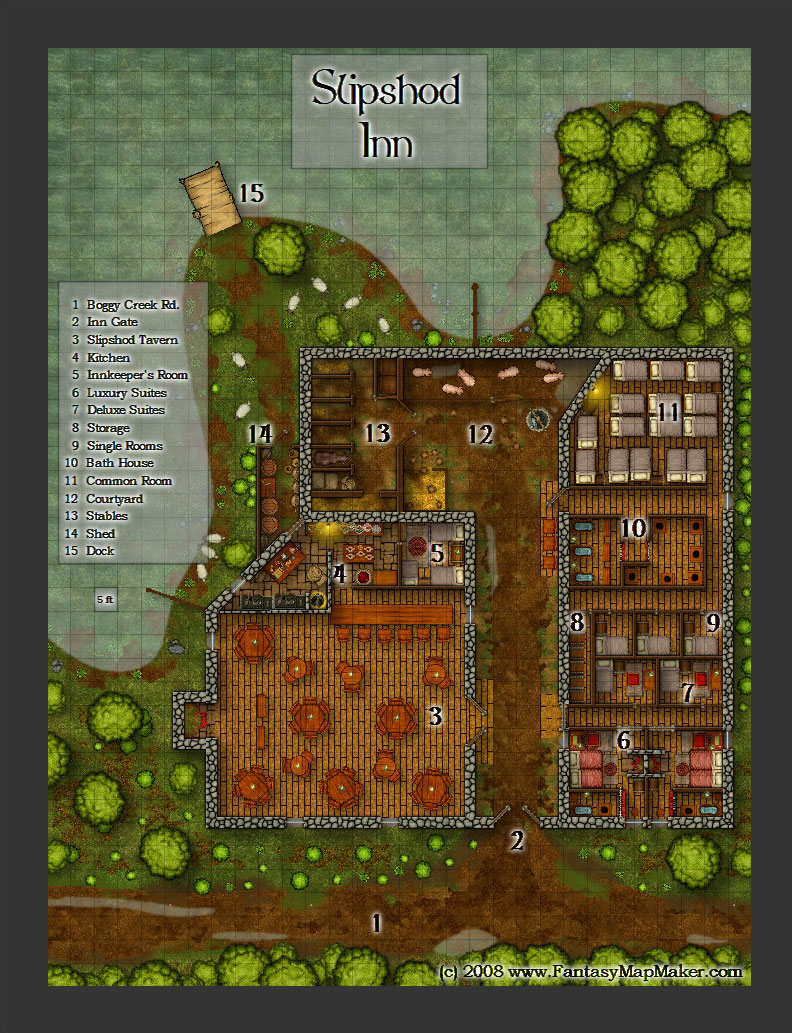 Slipshod
Inn
15
1 Boggy Creek Rd.
2 Inn Gate
3 Slipshod Tavern
4 Kitchen
5 Innkeeper's Room
6 Luxury Suites
7 Deluxe Suites
8 Storage
9 Single Rooms
10 Bath House
11 Common Room
12 Courtyard
13 Stables
14 Shed
15 Dock
11
14
13
12
10
5
4
5 ft
8
9
7
3
6
2
1
(c) 2008 www.FantasyMapMaker.com